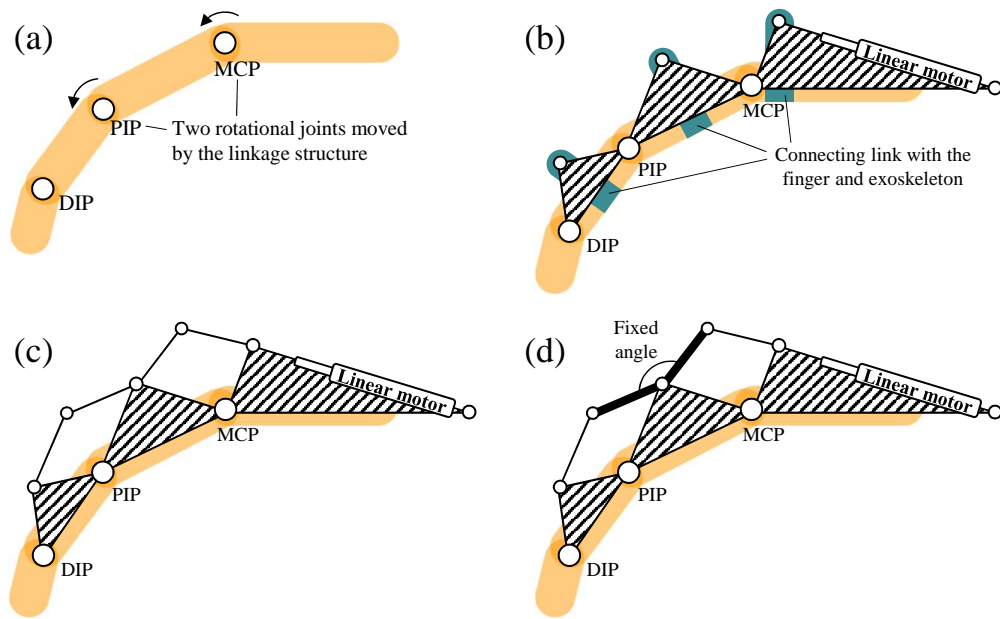 (a)
MCP
PIP
Two rotational joints moved
by the linkage structure
DIP
(b)
Linear motor
MCP
PIP
Connecting link with the
finger and exoskeleton
DIP
(c)
Linear motor
MCP
PIP
DIP
(d)
Fixed
angle
Linear motor
MCP
PIP
DIP